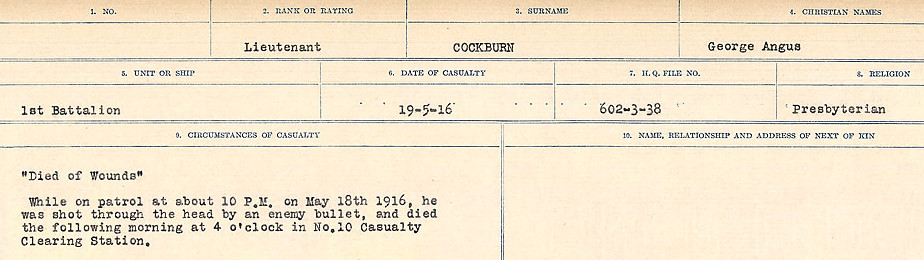 1. NO. 2. RANK OR RATING 3. SURNAME 4. CHRISTIAN NAMES
Lieutenant COCKBURN George Angus
5. UNIT OR SHIP 6. DATE OF CASUALTY 7. H. Q. FILE NO. 8. RELIGION
1st Battalion 19-5-16 602-3-38 Presbyterian
9. CIRCUMSTANCES OF CASUALTY 10. NAME, RELATIONSHIP AND ADDRESS OF NEXT OF KIN
"Died of Wounds"
While on patrol at about 10 P.M. on May 18th 1916, he
was shot through the head by an enemy bullet, and died
the following morning at 4 o'clock in No.10 Casualty
Clearing Station.